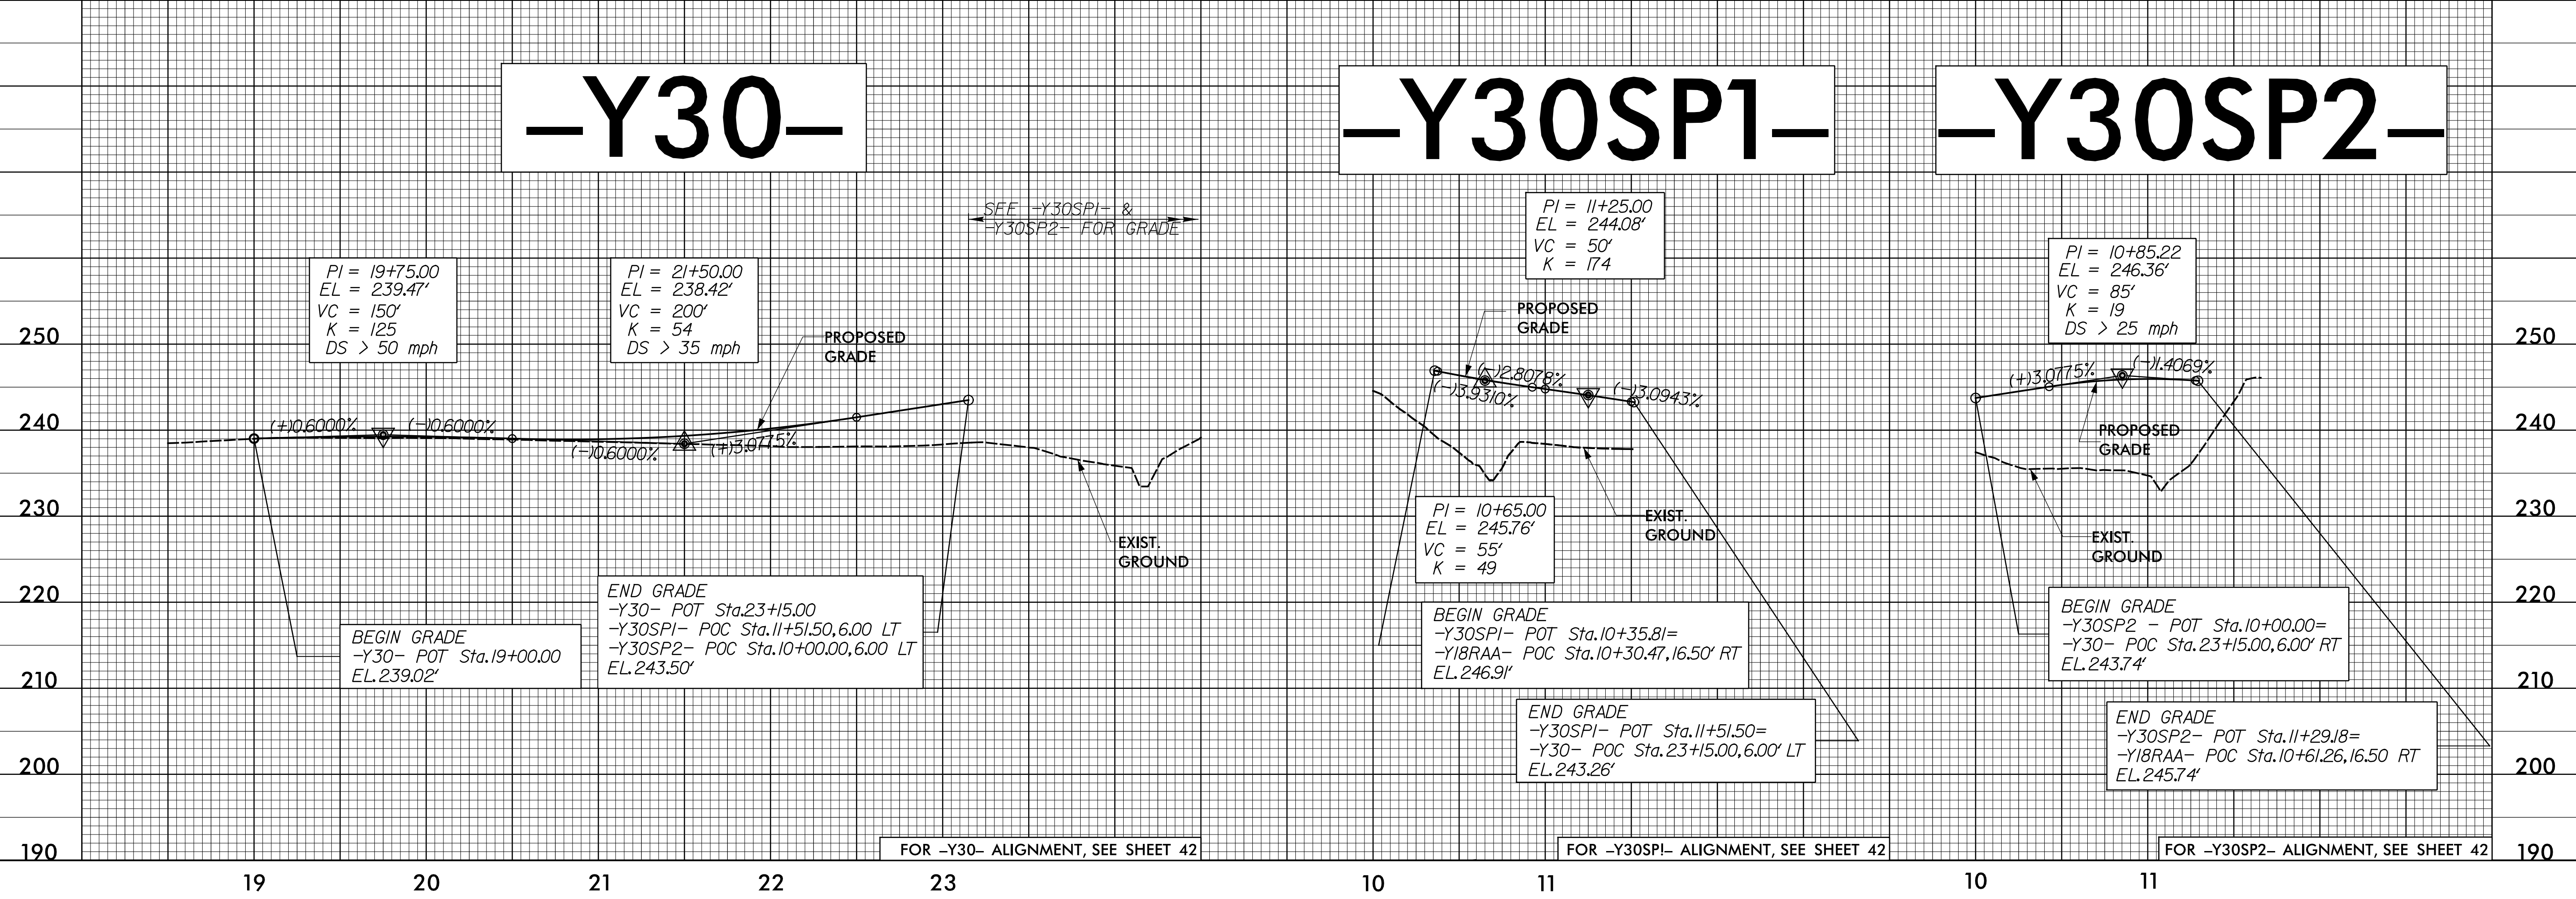 –Y30–
–Y30SP1–
–Y30SP2–
SEE -Y30SP1- &
-Y30SP2- FOR GRADE
PI = 19+75.00
EL = 239.47'
VC = 150'
K = 125
DS > 50 mph
PI = 21+50.00
EL = 238.42'
VC = 200'
K = 54
DS > 35 mph
PROPOSED
GRADE
(+)0.6000%
(-)0.6000%
(-)0.6000%
(+)3.0775%
EXIST.
GROUND
BEGIN GRADE
-Y30- POT Sta.19+00.00
EL.239.02'
END GRADE
-Y30- POT Sta.23+15.00
-Y30SP1- POC Sta.11+51.50,6.00 LT
-Y30SP2- POC Sta.10+00.00,6.00 LT
EL.243.50'
FOR –Y30– ALIGNMENT, SEE SHEET 42
PI = 11+25.00
EL = 244.08'
VC = 50'
K = 174
PROPOSED
GRADE
(-)3.9310%
(-)2.8078%
(-)3.0943%
PI = 10+65.00
EL = 245.76'
VC = 55'
K = 49
EXIST.
GROUND
BEGIN GRADE
-Y30SP1- POT Sta.10+35.81=
-Y18RAA- POC Sta.10+30.47,16.50' RT
EL.246.91'
END GRADE
-Y30SP1- POT Sta.11+51.50=
-Y30- POC Sta.23+15.00,6.00' LT
EL.243.26'
FOR –Y30SP!– ALIGNMENT, SEE SHEET 42
PI = 10+85.22
EL = 246.36'
VC = 85'
K = 19
DS > 25 mph
(+)3.0775%
(-)1.4069%
PROPOSED
GRADE
EXIST.
GROUND
BEGIN GRADE
-Y30SP2 - POT Sta.10+00.00=
-Y30- POC Sta.23+15.00,6.00' RT
EL.243.74'
END GRADE
-Y30SP2- POT Sta.11+29.18=
-Y18RAA- POC Sta.10+61.26,16.50 RT
EL.245.74'
FOR –Y30SP2– ALIGNMENT, SEE SHEET 42
250
240
230
220
210
200
190
250
240
230
220
210
200
190
19
20
21
22
23
10
11
10
11